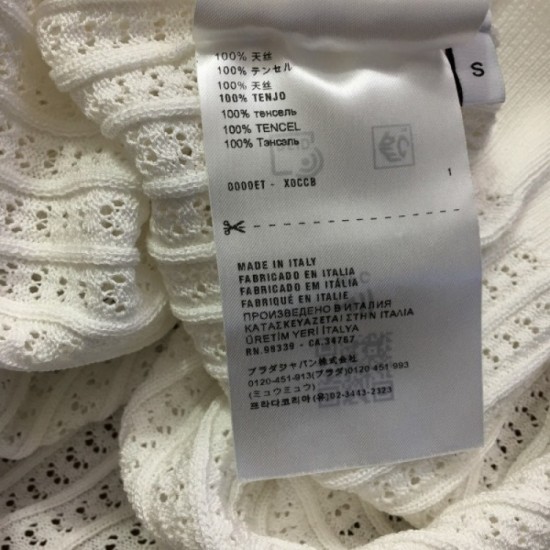 100% 天丝
100% テンセル
100% 天丝
100% TENJO
100% тенсель
100% TENCEL
100% Тэнсаль
0000ET - X0CCB 1
S
MADE IN ITALY
FABRICADO EN ITALIA
FABRICADO EM ITÁLIA
FABRIQUÉ EN ITALIE
ПРОИЗВЕДЕНО В ИТАЛИЯ
ΚΑΤΑΣΚΕΥΑΖΕΤΑΙ ΣΤΗΝ ΙΤΑΛΙΑ
ÜRETİM YERİ İTALYA
RN.99339 - CA.34767
プラダジャパン株式会社
0120-451-913(プラダ)0120-451-993
(ミュウミュウ)
프라다코리아(유)02-3443-2323